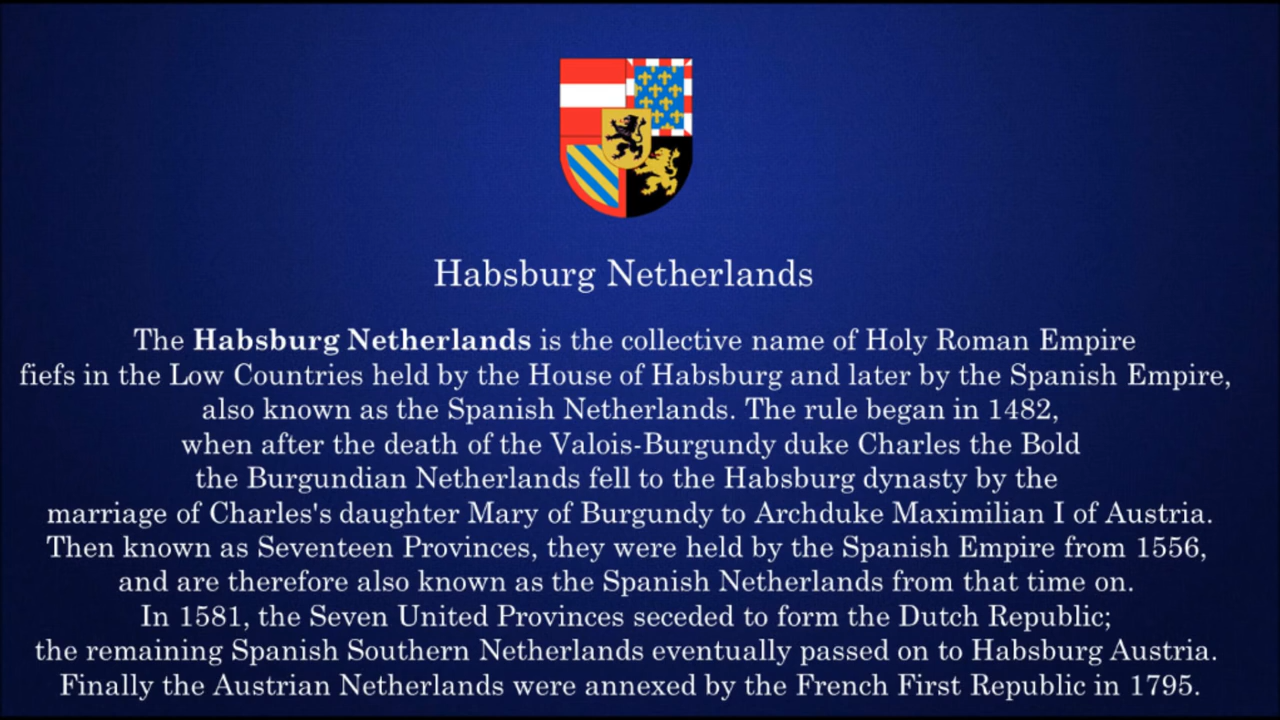 Habsburg Netherlands
The Habsburg Netherlands is the collective name of Holy Roman Empire
fiefs in the Low Countries held by the House of Habsburg and later by the Spanish Empire,
also known as the Spanish Netherlands. The rule began in 1482,
when after the death of the Valois-Burgundy duke Charles the Bold
the Burgundian Netherlands fell to the Habsburg dynasty by the
marriage of Charles's daughter Mary of Burgundy to Archduke Maximilian I of Austria.
Then known as Seventeen Provinces, they were held by the Spanish Empire from 1556,
and are therefore also known as the Spanish Netherlands from that time on.
In 1581, the Seven United Provinces seceded to form the Dutch Republic;
the remaining Spanish Southern Netherlands eventually passed on to Habsburg Austria.
Finally the Austrian Netherlands were annexed by the French First Republic in 1795.